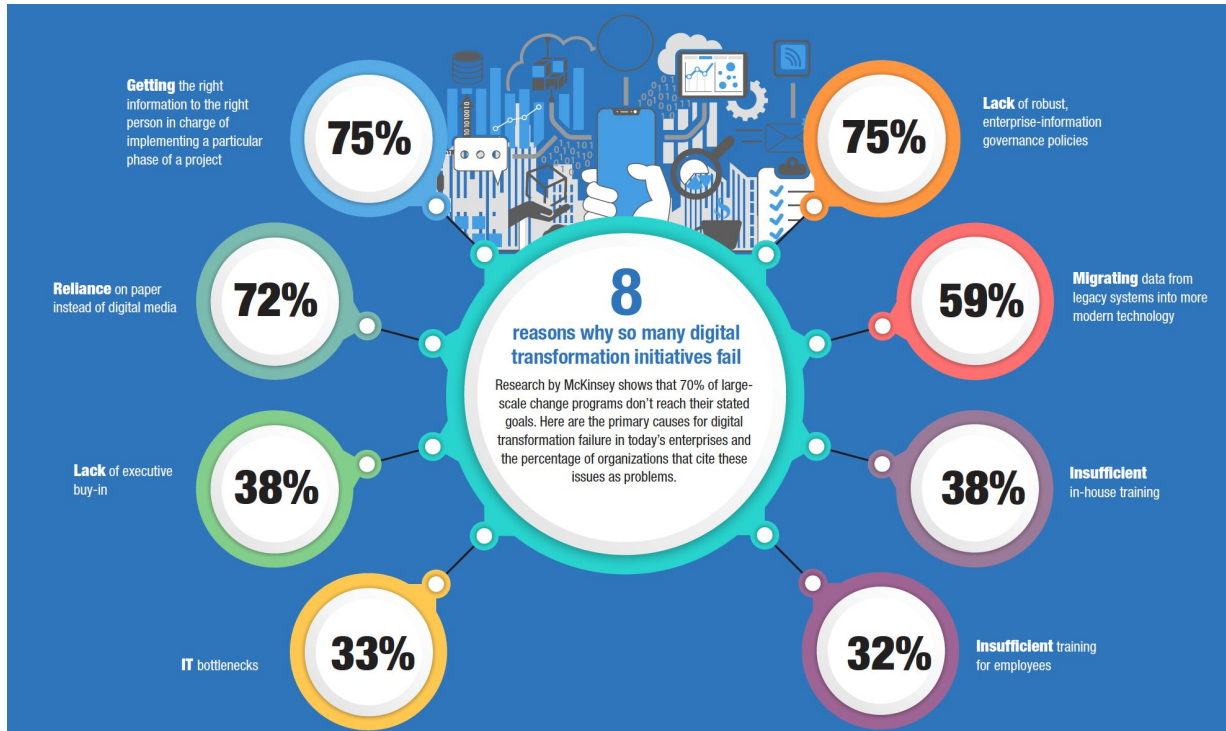 Getting the right
information to the right
person in charge of
implementing a particular
phase of a project
75%
75%
Lack of robust,
enterprise-information
governance policies
Reliance on paper
instead of digital media
72%
59%
Migrating data from
legacy systems into more
modern technology
8
reasons why so many digital
transformation initiatives fail
Research by McKinsey shows that 70% of large-
scale change programs don't reach their stated
goals. Here are the primary causes for digital
transformation failure in today's enterprises and
the percentage of organizations that cite these
issues as problems.
Lack of executive
buy-in
38%
38%
Insufficient
in-house training
IT bottlenecks
33%
32%
Insufficient training
for employees